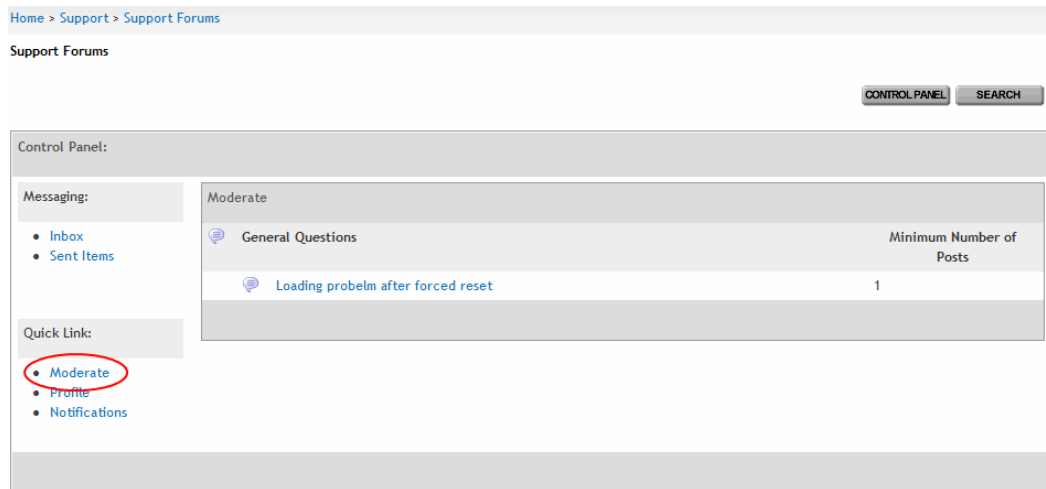 Home > Support > Support Forums
Support Forums
CONTROL PANEL SEARCH
Control Panel:
Messaging:
• Inbox
• Sent Items
Quick Link:
• Moderate
• Profile
• Notifications
Moderate
General Questions Minimum Number of
Posts
Loading probelm after forced reset 1